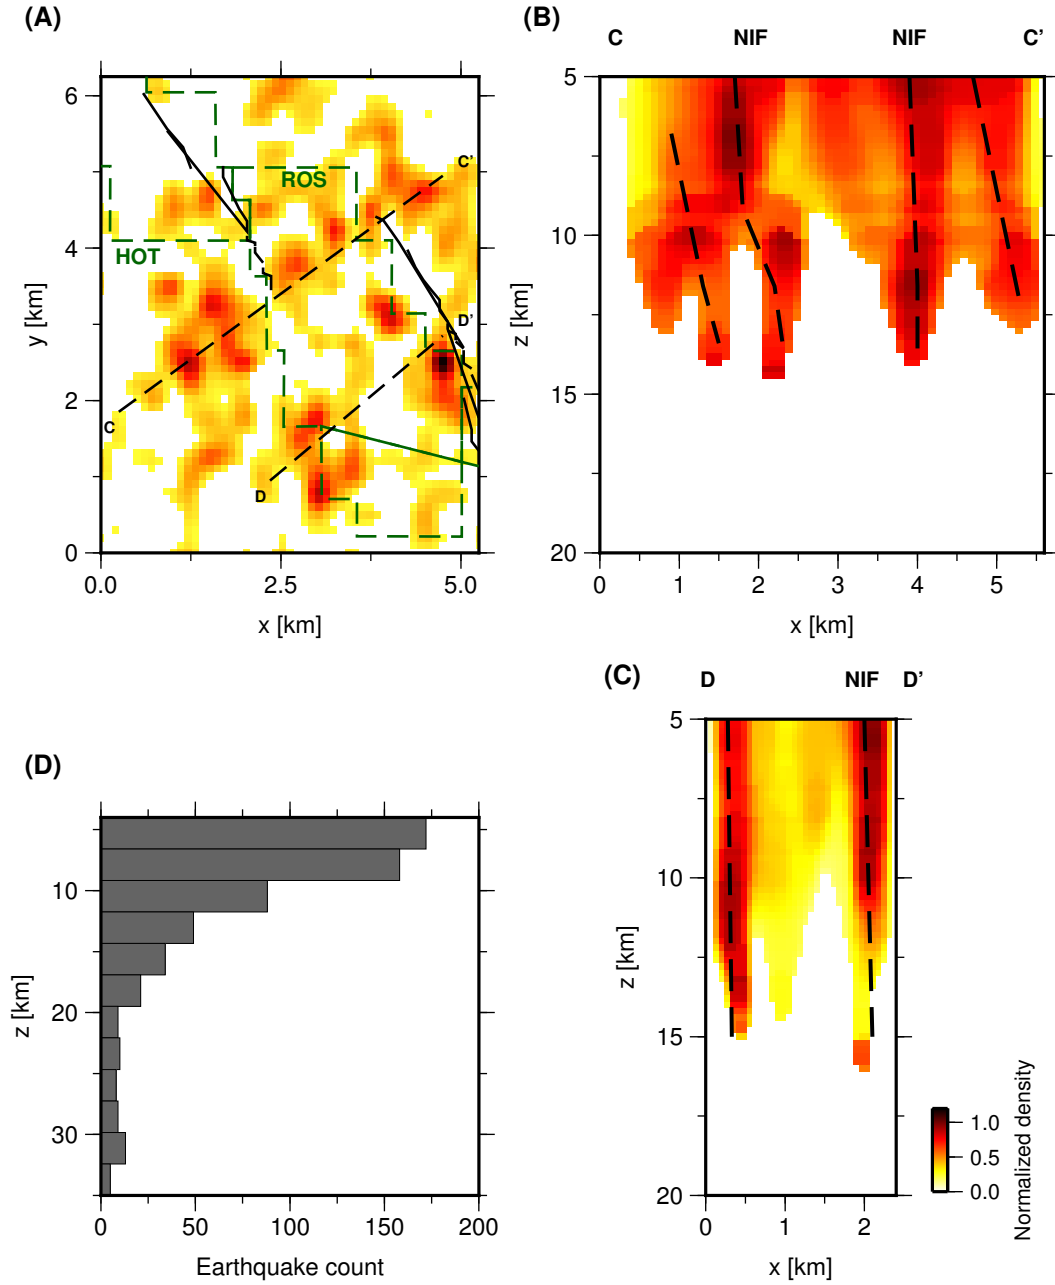 (A)
6
4
2
0
y [km]
0.0
2.5
5.0
x [km]
ROS
HOT
C
C’
D
D’
(B)
C
NIF
NIF
C’
5
10
15
20
z [km]
0
1
2
3
4
5
x [km]
(C)
D
NIF
D’
5
10
15
20
z [km]
0
1
2
x [km]
1.0
0.5
0.0
Normalized density
(D)
10
20
30
z [km]
0
50
100
150
200
Earthquake count